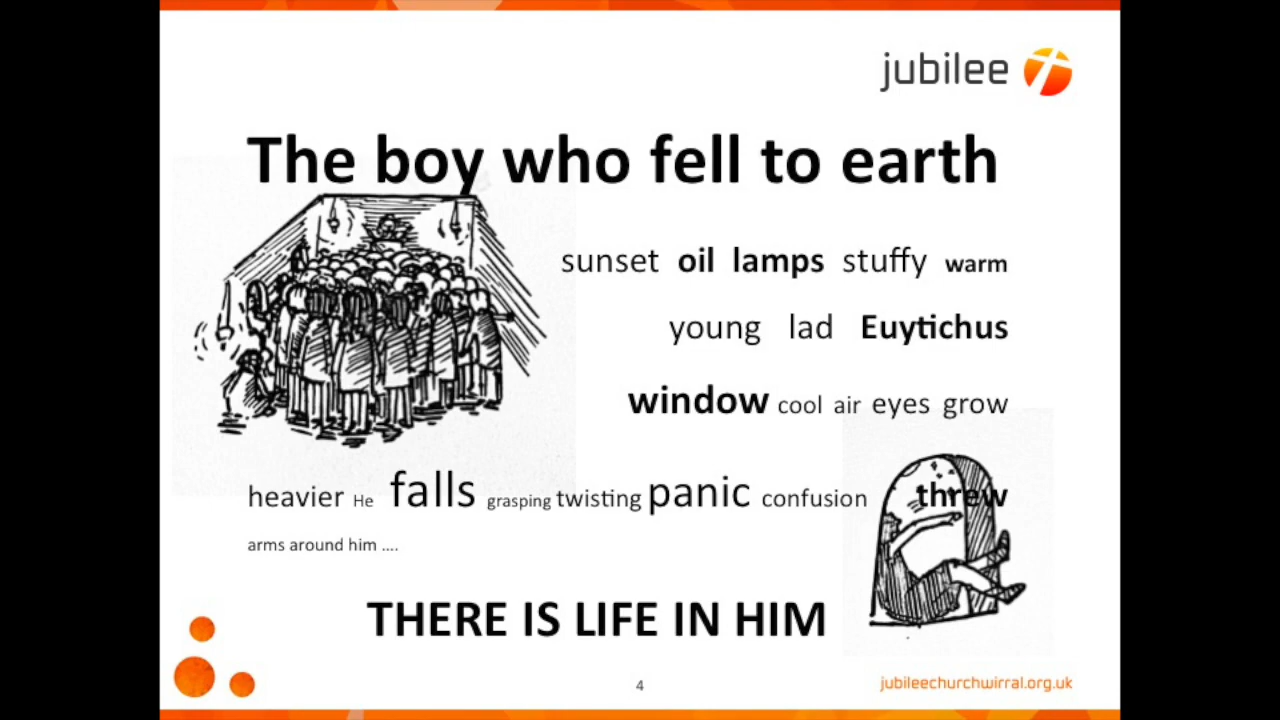 jubilee
The boy who fell to earth
sunset oil lamps stuffy warm
young lad Euytichus
window cool air eyes grow
heavier He falls grasping twisting panic confusion threw
arms around him ....
THERE IS LIFE IN HIM
4
jubileechurchwirral.org.uk